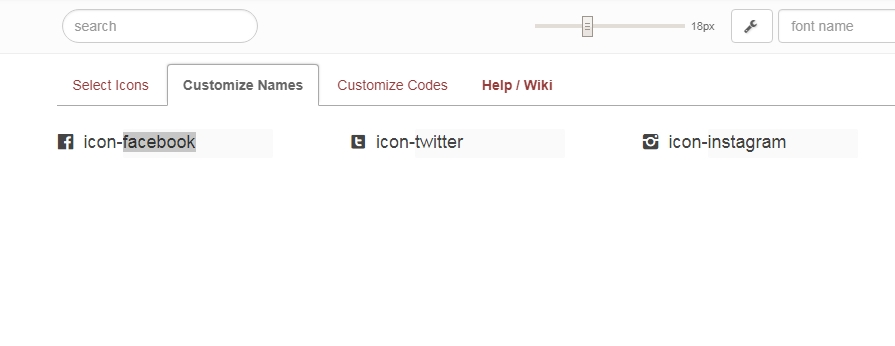 search 18px font name
Select Icons Customize Names Customize Codes Help / Wiki
icon-facebook icon-twitter icon-instagram